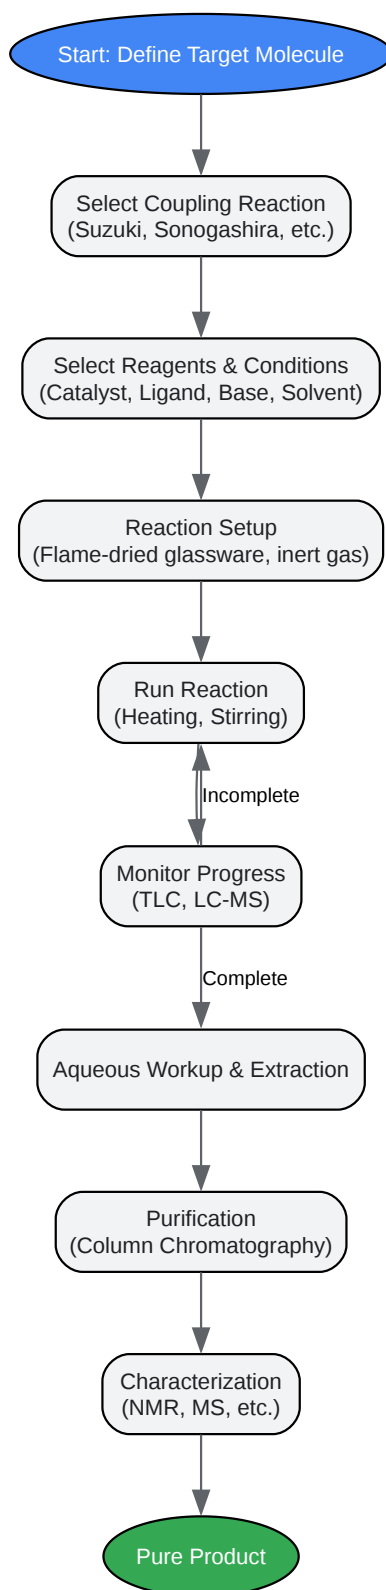 Start: Define Target Molecule
Select Coupling Reaction
(Suzuki, Sonogashira, etc.)
Select Reagents & Conditions
(Catalyst, Ligand, Base, Solvent)
Reaction Setup
(Flame-dried glassware, inert gas)
Run Reaction
(Heating, Stirring)
Incomplete
Monitor Progress
(TLC, LC-MS)
Complete
Aqueous Workup & Extraction
Purification
(Column Chromatography)
Characterization
(NMR, MS, etc.)
Pure Product